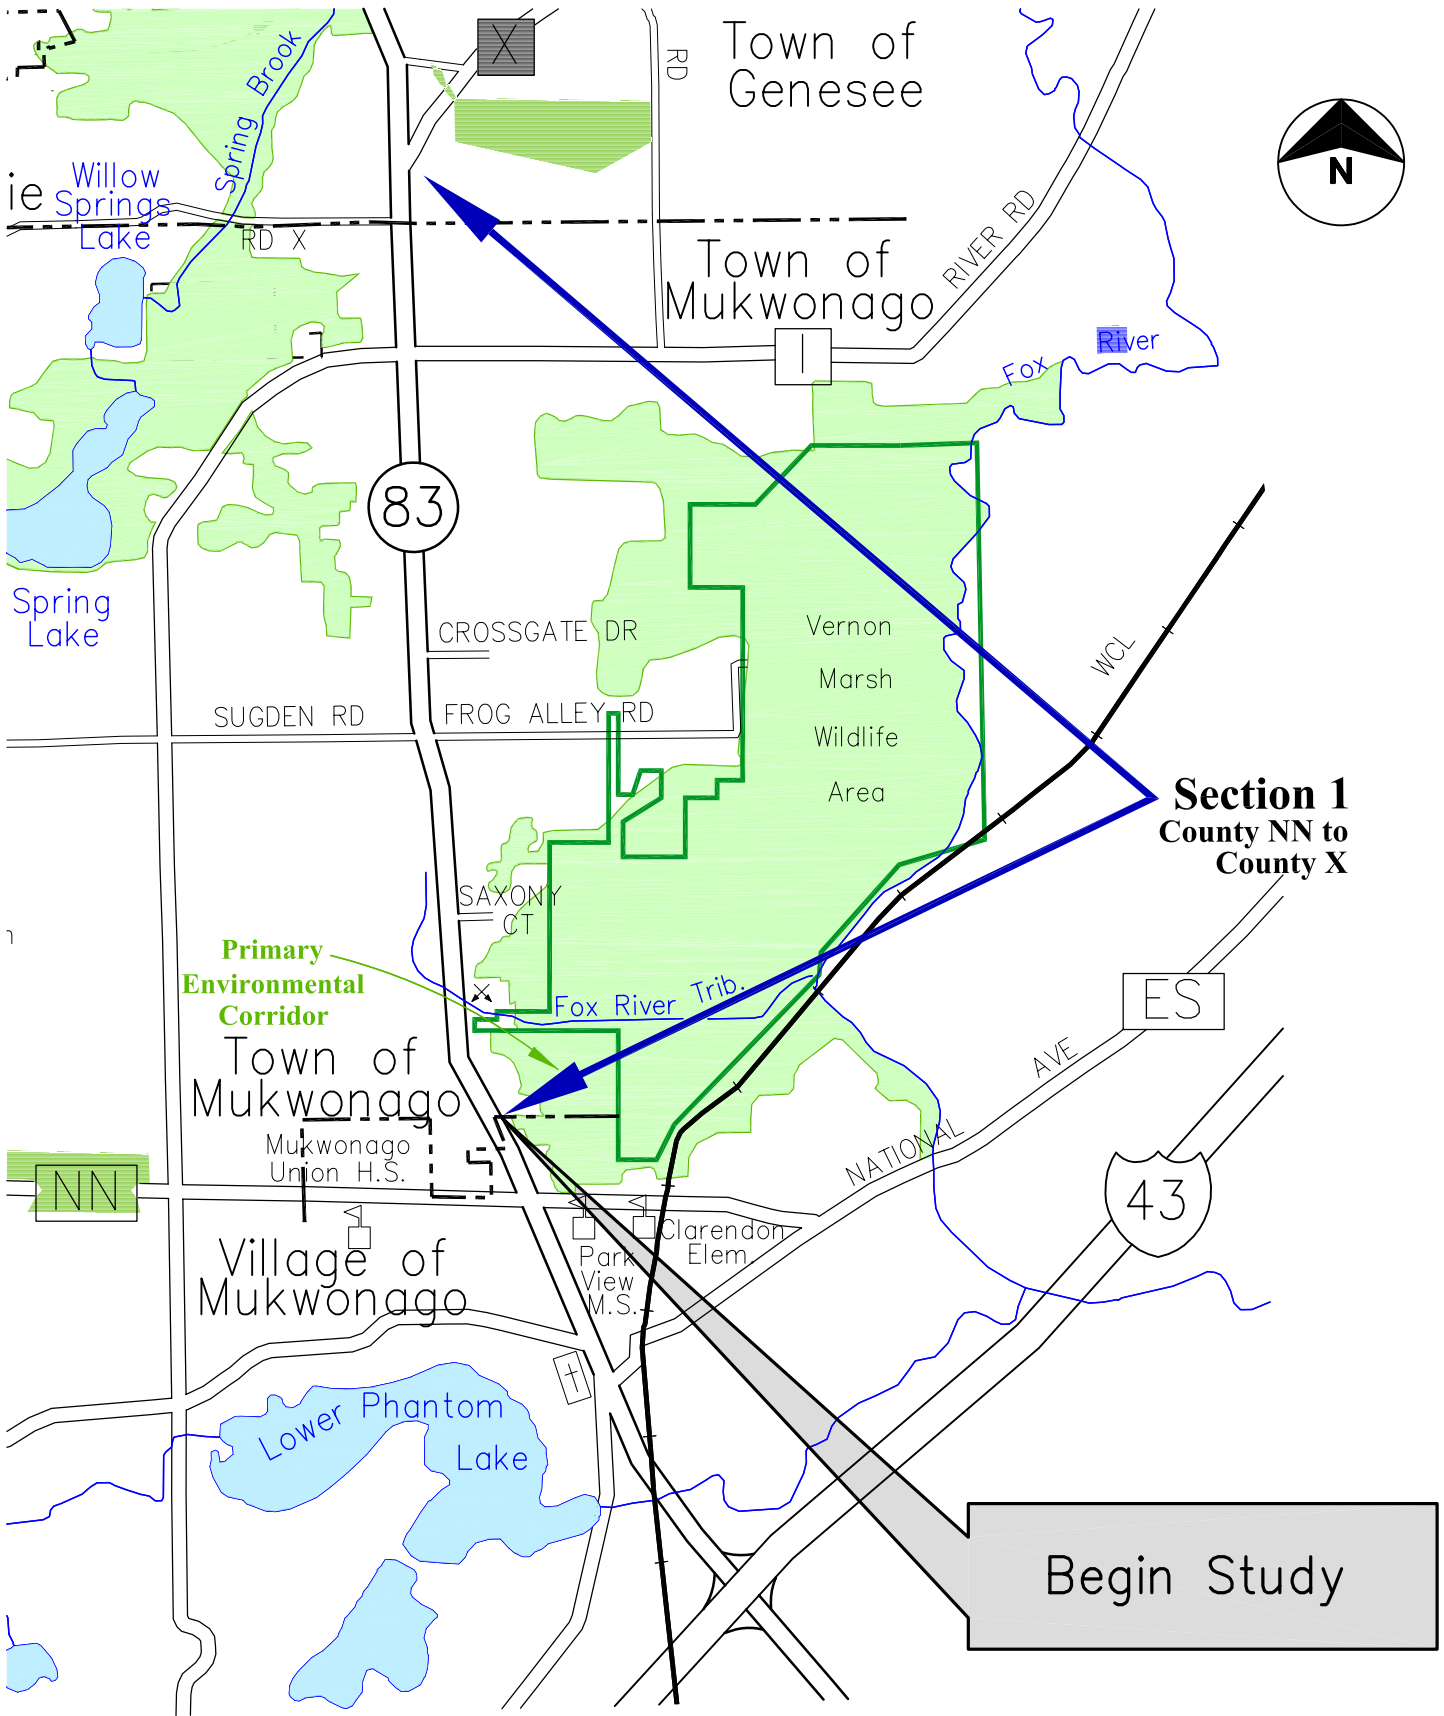 Town of
Genesee
X
RD
Spring Brook
Willow
Springs
Lake
ie
RD X
N
RIVER RD
Town of
Mukwonago
I
Fox River
83
Spring
Lake
CROSSGATE DR
Vernon
Marsh
Wildlife
Area
WCL
SUGDEN RD
FROG ALLEY RD
Section 1
County NN to
County X
SAXONY
CT
Primary
Environmental
Corridor
Fox River Trib.
ES
Town of
Mukwonago
NATIONAL AVE
Mukwonago
Union H.S.
NN
43
Clarendon
Elem.
Park
View
M.S.
Village of
Mukwonago
Lower Phantom
Lake
Begin Study